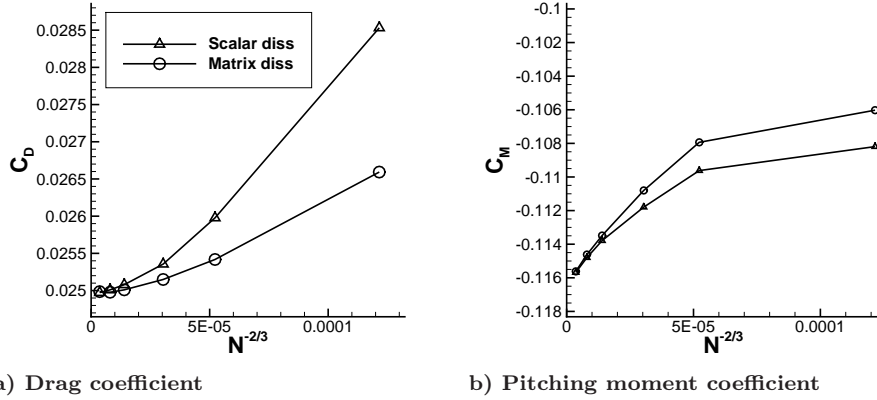 0.0285
0.028
0.0275
0.027
0.0265
0.026
0.0255
0.025
C_D
Scalar diss
Matrix diss
0 5E-05 0.0001
N^-2/3
a) Drag coefficient
-0.1
-0.102
-0.104
-0.106
-0.108
-0.11
-0.112
-0.114
-0.116
-0.118
C_M
0 5E-05 0.0001
N^-2/3
b) Pitching moment coefficient